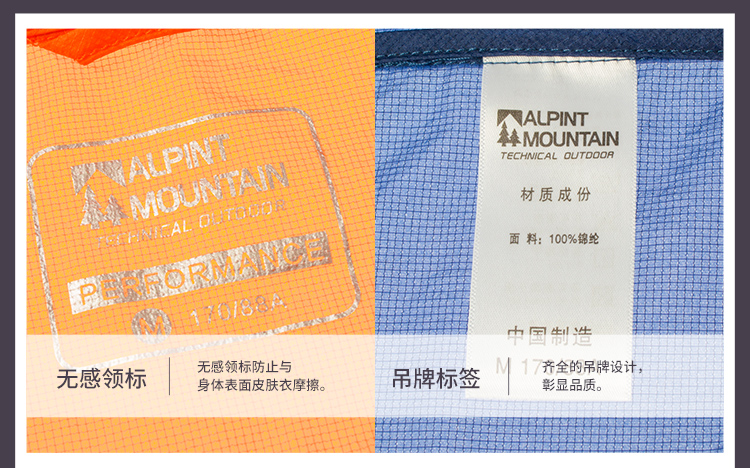 ALPINT
MOUNTAIN
TECHNICAL OUTDOOR
PERFORMANCE
M 170/88A
无感领标
无感领标防止与
身体表面皮肤衣摩擦。
ALPINT
MOUNTAIN
TECHNICAL OUTDOOR
材质成份
面 料：100%锦纶
中国制造
M
吊牌标签
齐全的吊牌设计，
彰显品质。